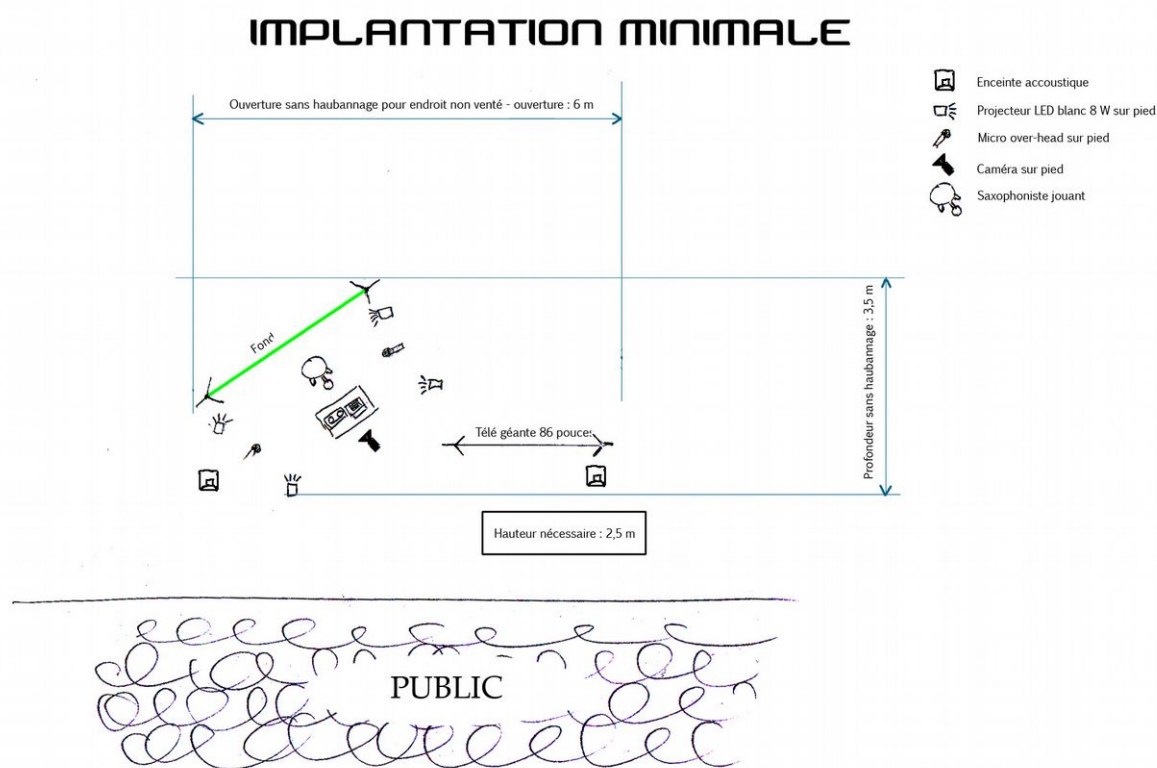 IMPLANTATION MINIMALE
Ouverture sans haubannage pour endroit non venté - ouverture : 6 m
Enceinte accoustique
Projecteur LED blanc 8 W sur pied
Micro over-head sur pied
Caméra sur pied
Saxophoniste jouant
Profondeur sans haubannage : 3,5 m
Fond
Télé géante 86 pouces
Hauteur nécessaire : 2,5 m
PUBLIC